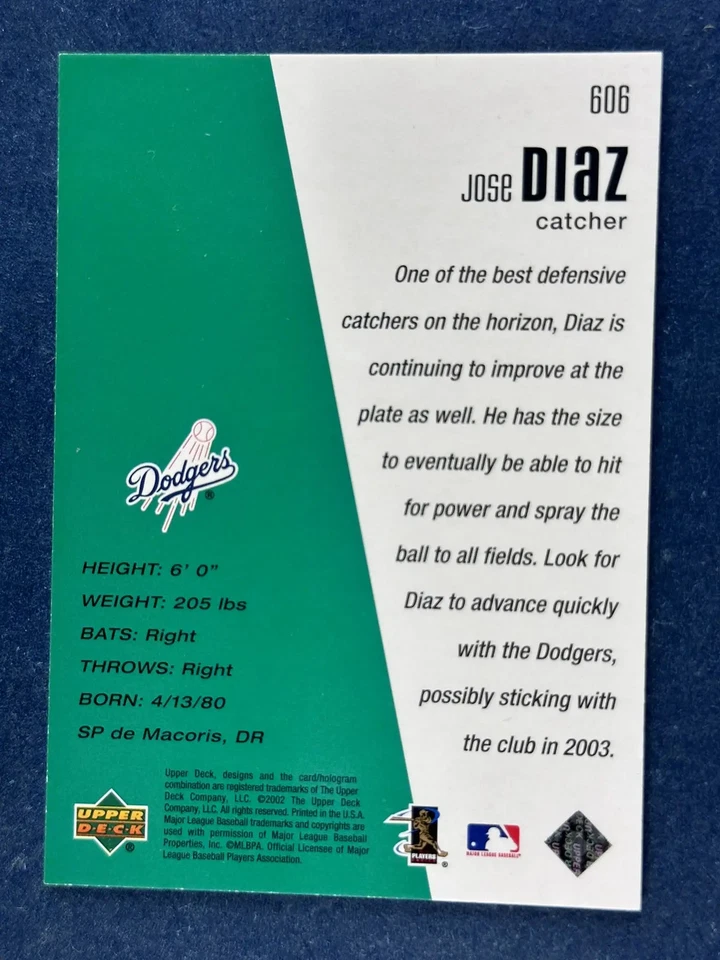 606
JOSE DIAZ
catcher
One of the best defensive
catchers on the horizon, Diaz is
continuing to improve at the
plate as well. He has the size
to eventually be able to hit
for power and spray the
ball to all fields. Look for
Diaz to advance quickly
with the Dodgers,
possibly sticking with
the club in 2003.
Dodgers®
HEIGHT: 6' 0"
WEIGHT: 205 lbs
BATS: Right
THROWS: Right
BORN: 4/13/80
SP de Macoris, DR
Upper Deck, designs and the card/hologram
combination are registered trademarks of The Upper
Deck Company, LLC. ©2002 The Upper Deck
Company, LLC. All rights reserved. Printed in the U.S.A.
Major League Baseball trademarks and copyrights are
used with permission of Major League Baseball
Properties, Inc. ©MLBPA. Official Licensee of Major
League Baseball Players Association.
UPPER
DECK®
PLAYERS®
MAJOR LEAGUE BASEBALL®